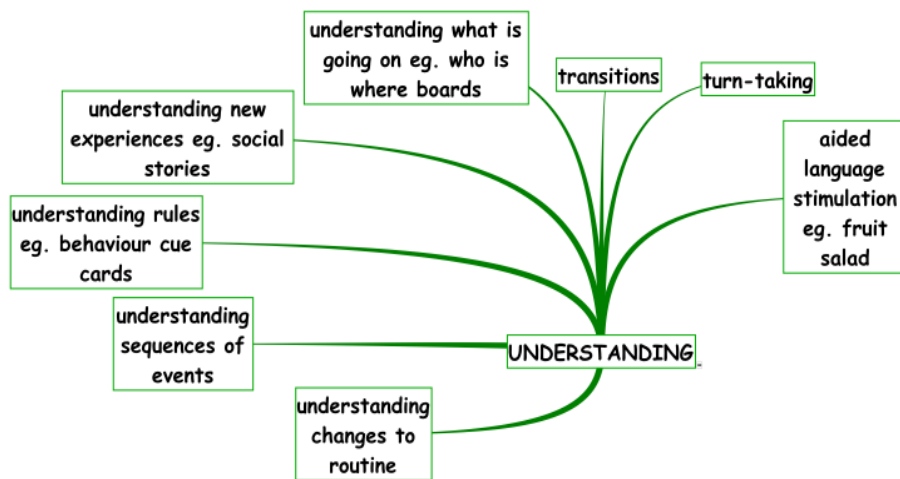 understanding what is
going on eg. who is
where boards
transitions
turn-taking
understanding new
experiences eg. social
stories
aided
language
stimulation
eg. fruit
salad
understanding rules
eg. behaviour cue
cards
understanding
sequences of
events
UNDERSTANDING
understanding
changes to
routine